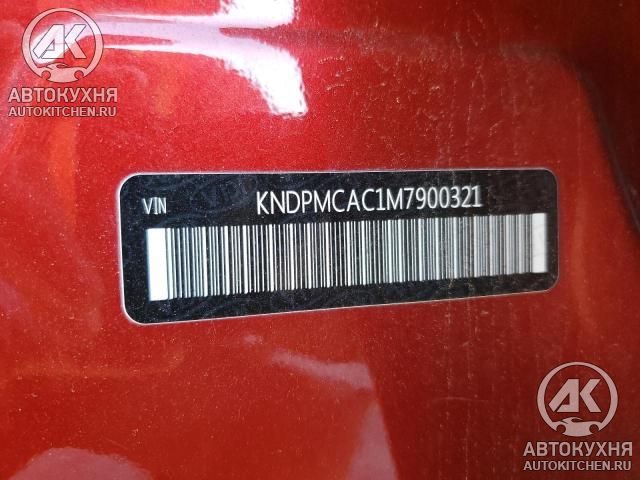 АК
АВТОКУХНЯ
AUTOKITCHEN.RU
VIN KNDPMCAC1M7900321
АК
АВТОКУХНЯ
AUTOKITCHEN.RU